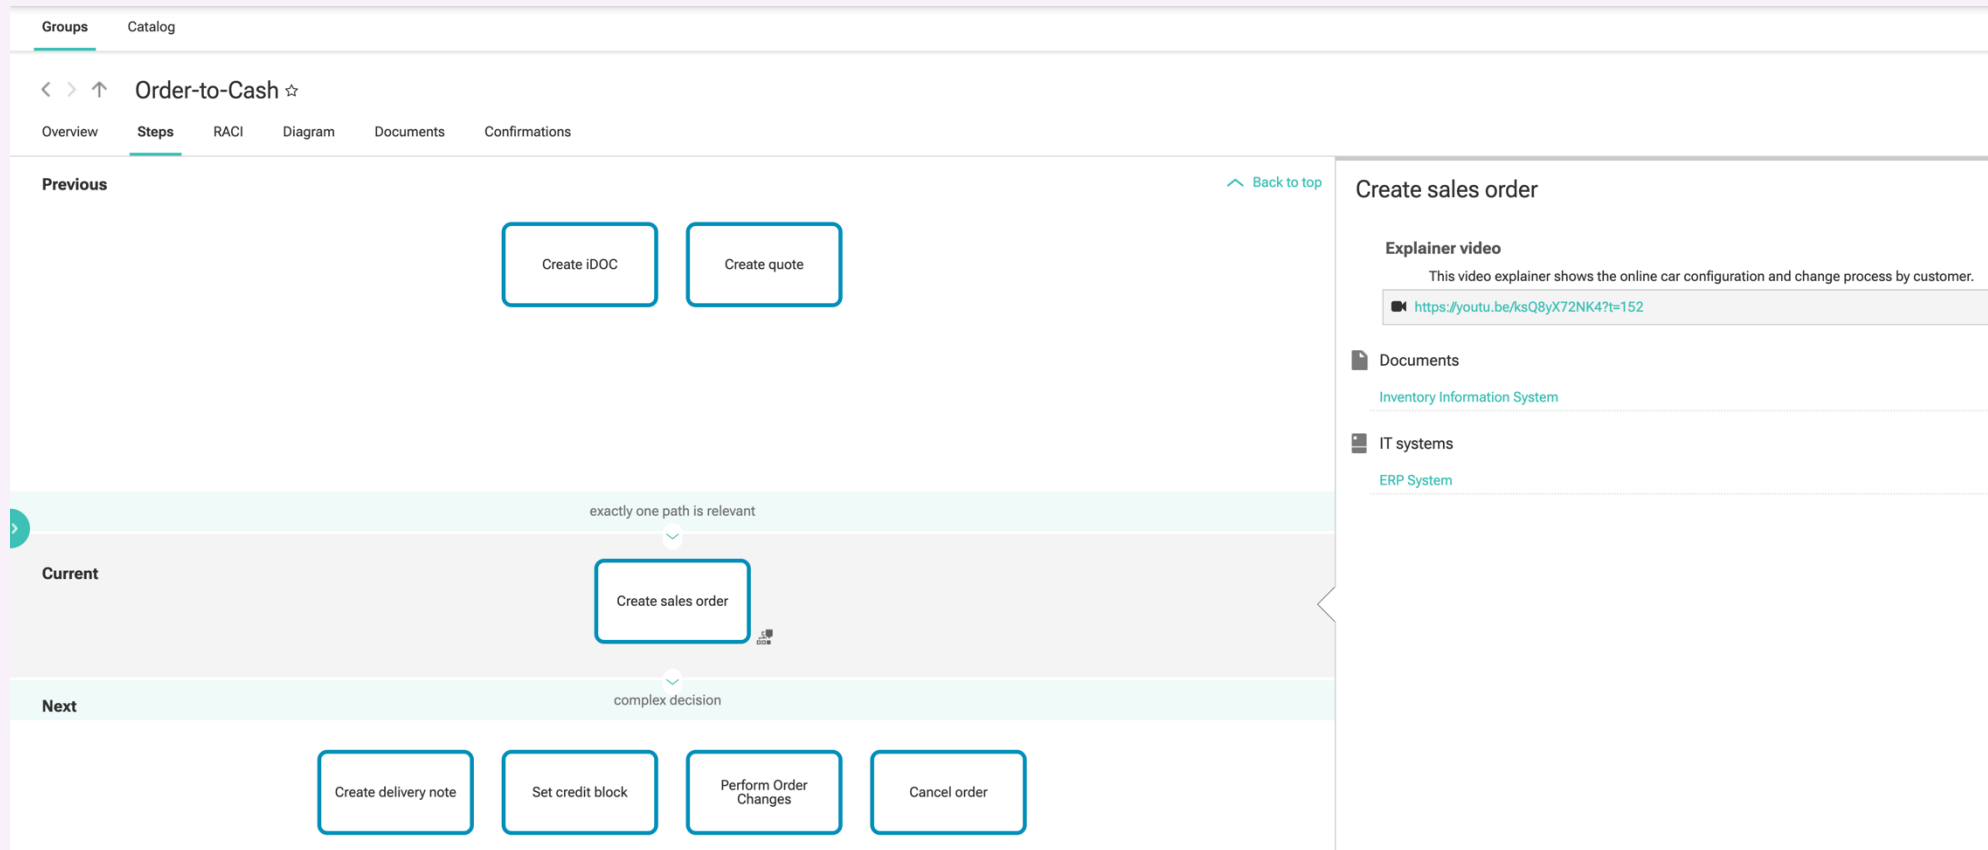 Groups
Catalog
Order-to-Cash
Overview
Steps
RACI
Diagram
Documents
Confirmations
Previous
Back to top
Create iDOC
Create quote
exactly one path is relevant
Current
Create sales order
Next
complex decision
Create delivery note
Set credit block
Perform Order
Changes
Cancel order
Create sales order
Explainer video
This video explainer shows the online car configuration and change process by customer.
https://youtu.be/ksQ8yX72NK4?t=152
Documents
Inventory Information System
IT systems
ERP System